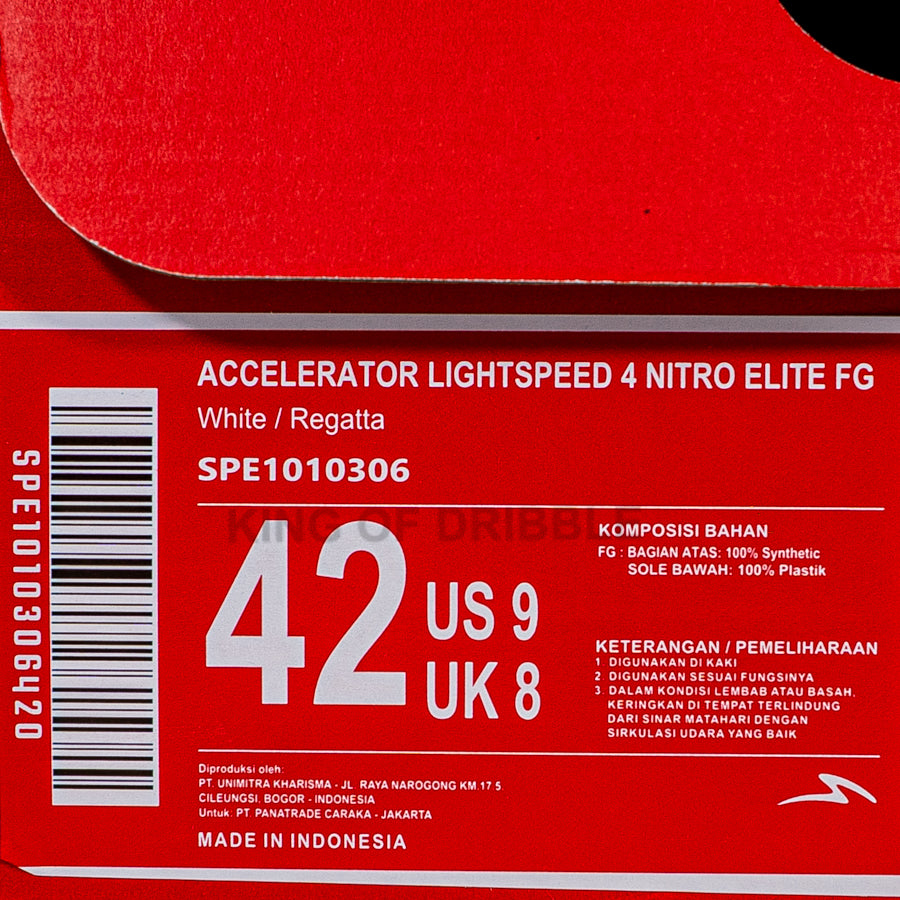 ACCELERATOR LIGHTSPEED 4 NITRO ELITE FG
White / Regatta
SPE1010306
SPE1010306420
KING OF DRIBBLE
42
US 9
UK 8
KOMPOSISI BAHAN
FG : BAGIAN ATAS: 100% Synthetic
SOLE BAWAH: 100% Plastik
KETERANGAN / PEMELIHARAAN
1. DIGUNAKAN DI KAKI
2. DIGUNAKAN SESUAI FUNGSINYA
3. DALAM KONDISI LEMBAB ATAU BASAH,
KERINGKAN DI TEMPAT TERLINDUNG
DARI SINAR MATAHARI DENGAN
SIRKULASI UDARA YANG BAIK
Diproduksi oleh:
PT. UNIMITRA KHARISMA - JL. RAYA NAROGONG KM.17.5
CILEUNGSI, BOGOR - INDONESIA
Untuk: PT. PANATRADE CARAKA - JAKARTA
MADE IN INDONESIA